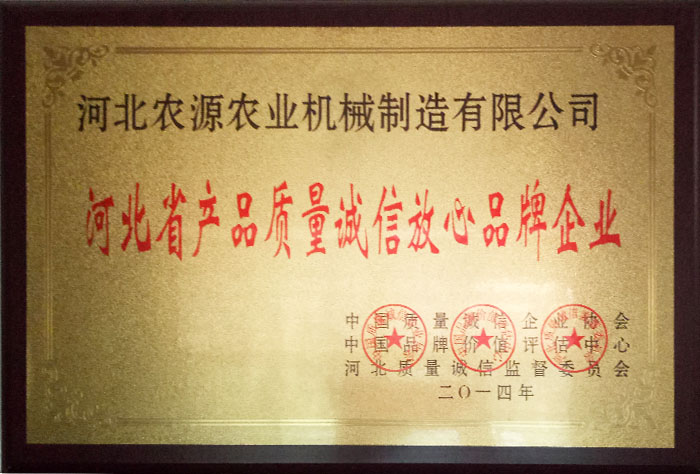 河北农源农业机械制造有限公司
河北省产品质量诚信放心品牌企业
中国质量诚信企业协会
中国品牌价值评估中心
河北质量诚信监督委员会
二〇一四年